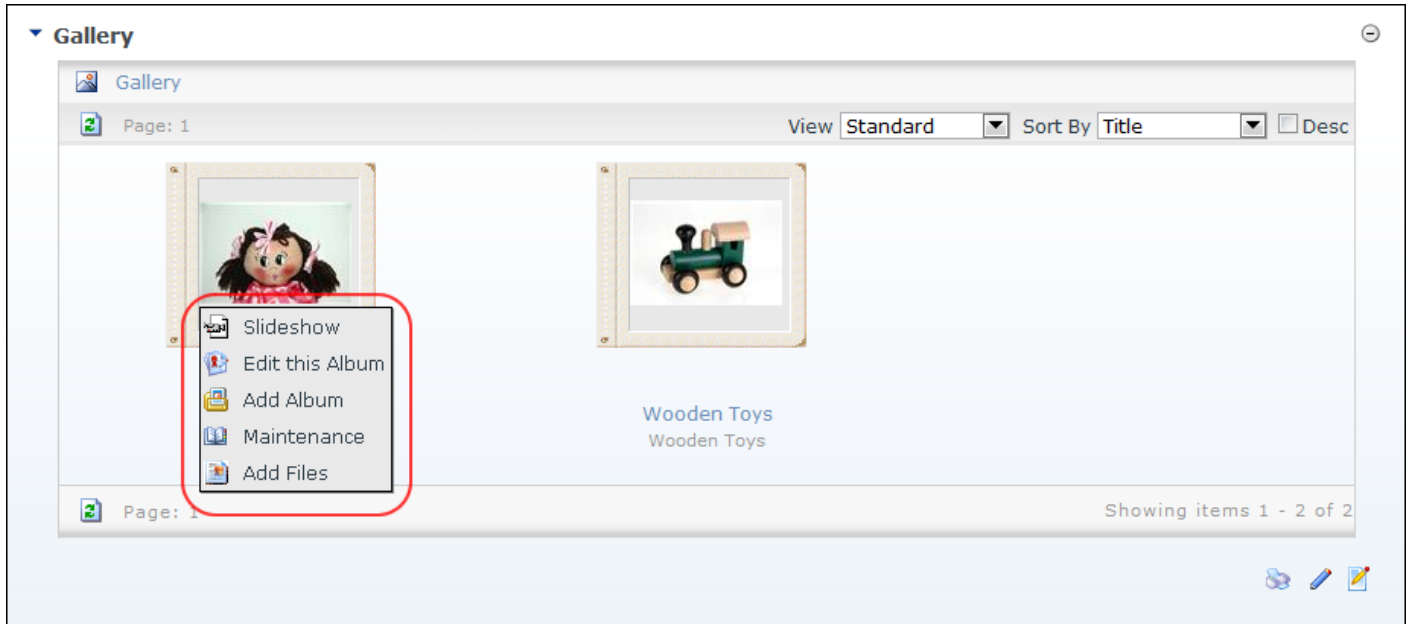 Gallery
Gallery
Page: 1
View Standard Sort By Title Desc
Slideshow
Edit this Album
Add Album
Maintenance
Add Files
Wooden Toys
Wooden Toys
Page: 1
Showing items 1 - 2 of 2